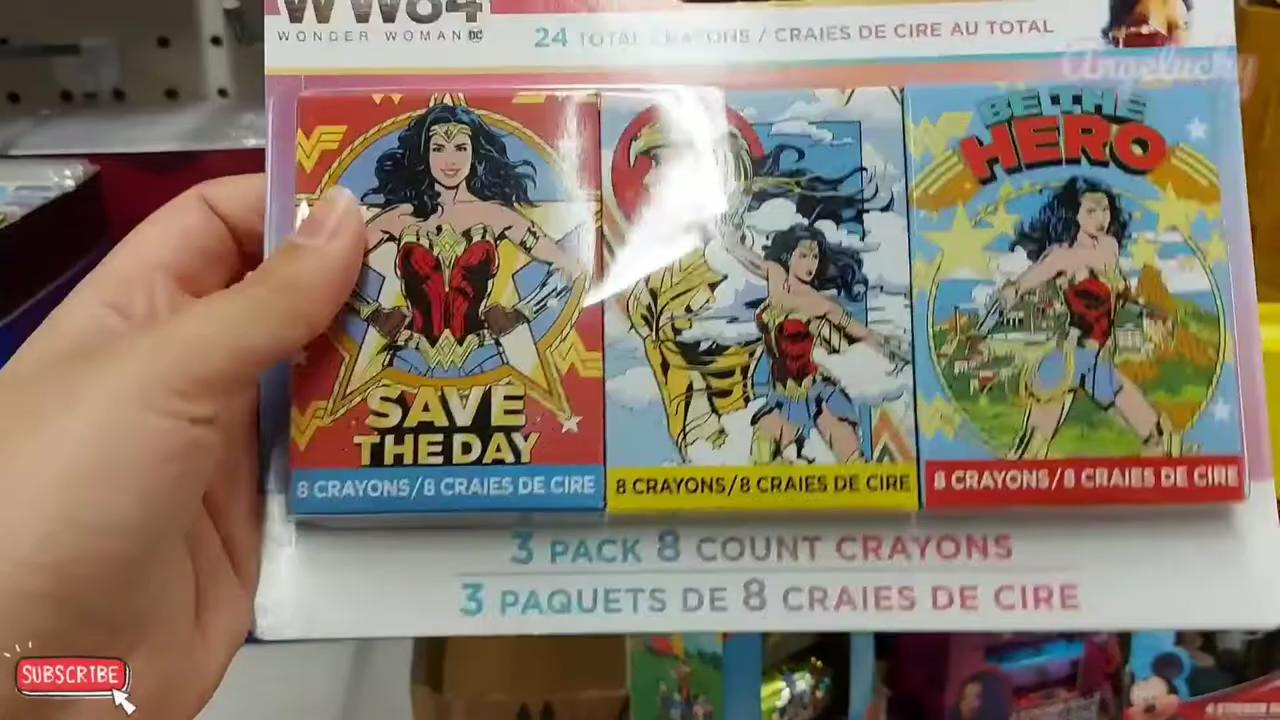 WW84
WONDER WOMAN DC
24 TOTAL CRAYONS / CRAIES DE CIRE AU TOTAL
Angelucky
SAVE
THE DAY
8 CRAYONS/8 CRAIES DE CIRE
8 CRAYONS/8 CRAIES DE CIRE
BE THE
HERO
8 CRAYONS/8 CRAIES DE CIRE
3 PACK 8 COUNT CRAYONS
3 PAQUETS DE 8 CRAIES DE CIRE
SUBSCRIBE